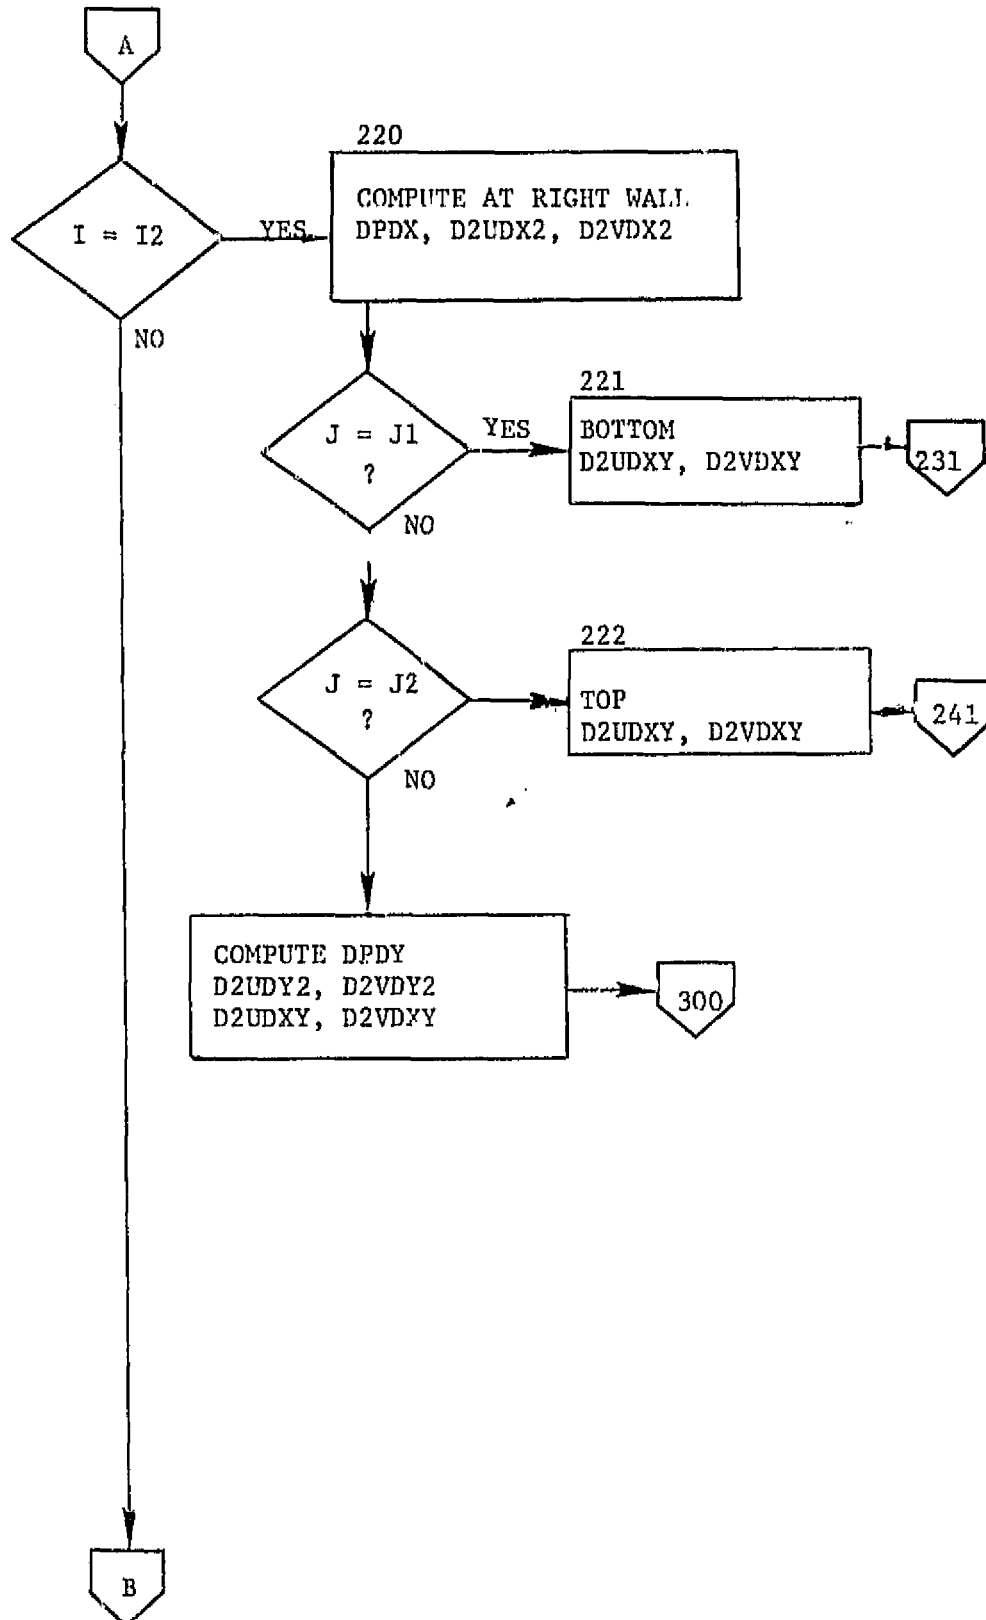 A
220
COMPUTE AT RIGHT WALL
DPDX, D2UDX2, D2VDX2
I = I2
YES
NO
221
J = J1
?
YES
BOTTOM
D2UDXY, D2VDXY
231
NO
222
J = J2
?
TOP
D2UDXY, D2VDXY
241
NO
COMPUTE DPDY
D2UDY2, D2VDY2
D2UDXY, D2VDXY
300
B